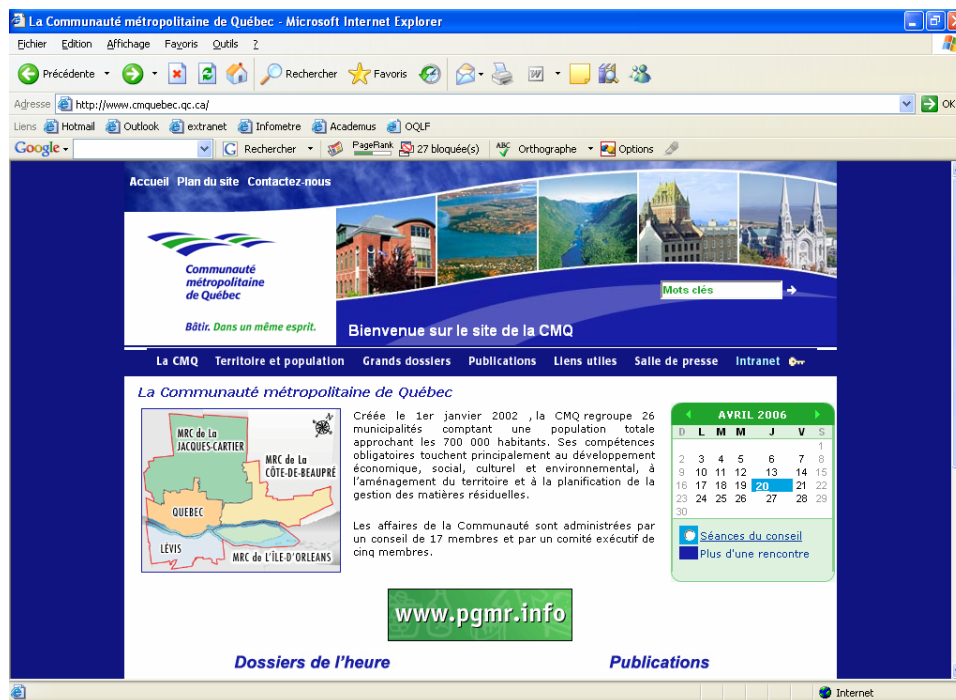 La Communauté métropolitaine de Québec - Microsoft Internet Explorer
Fichier Edition Affichage Favoris Outils ?
Précédente Rechercher Favoris
Adresse http://www.cmquebec.qc.ca/ OK
Liens Hotmail Outlook extranet Infometre Academus OQLF
Google Rechercher PageRank 27 bloquée(s) ABC Orthographe Options
Accueil Plan du site Contactez-nous
Communauté
métropolitaine
de Québec
Bâtir. Dans un même esprit.
Mots clés
Bienvenue sur le site de la CMQ
La CMQ Territoire et population Grands dossiers Publications Liens utiles Salle de presse Intranet
La Communauté métropolitaine de Québec
MRC de La
JACQUES-CARTIER
MRC de La
CÔTE-DE-BEAUPRÉ
QUEBEC
LÉVIS
MRC de L'ÎLE-D'ORLEANS
Créée le 1er janvier 2002 , la CMQ regroupe 26
municipalités comptant une population totale
approchant les 700 000 habitants. Ses compétences
obligatoires touchent principalement au développement
économique, social, culturel et environnemental, à
l'aménagement du territoire et à la planification de la
gestion des matières résiduelles.
Les affaires de la Communauté sont administrées par
un conseil de 17 membres et par un comité exécutif de
cinq membres.
AVRIL 2006
D L M M J V S
1
2 3 4 5 6 7 8
9 10 11 12 13 14 15
16 17 18 19 20 21 22
23 24 25 26 27 28 29
30
Séances du conseil
Plus d'une rencontre
www.pgmr.info
Dossiers de l'heure Publications
Internet